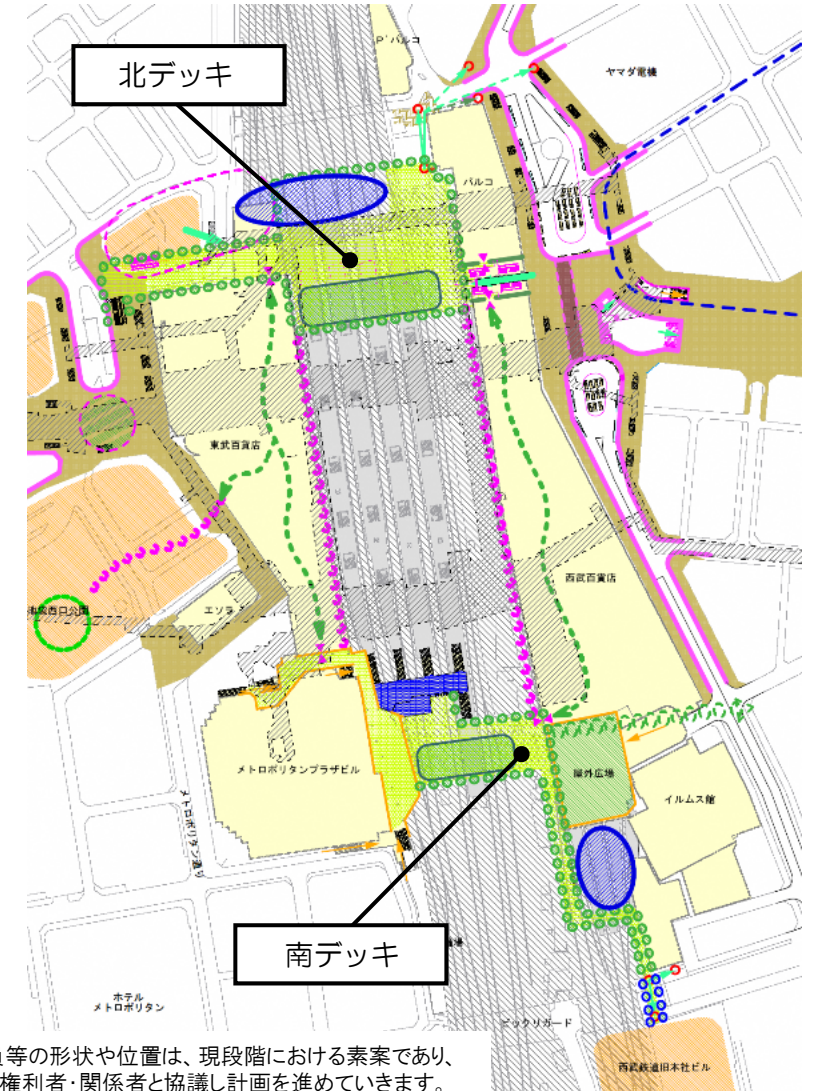 P'パルコ
ヤマダ電機
北デッキ
パルコ
東武百貨店
西武百貨店
池袋西口公園
エソラ
メトロポリタンプラザビル
屋外広場
イルムス館
メトロポリタン通り
南デッキ
ホテル
メトロポリタン
ビックリガード
西武鉄道旧本社ビル
等の形状や位置は、現段階における素案であり、
権利者・関係者と協議し計画を進めていきます。